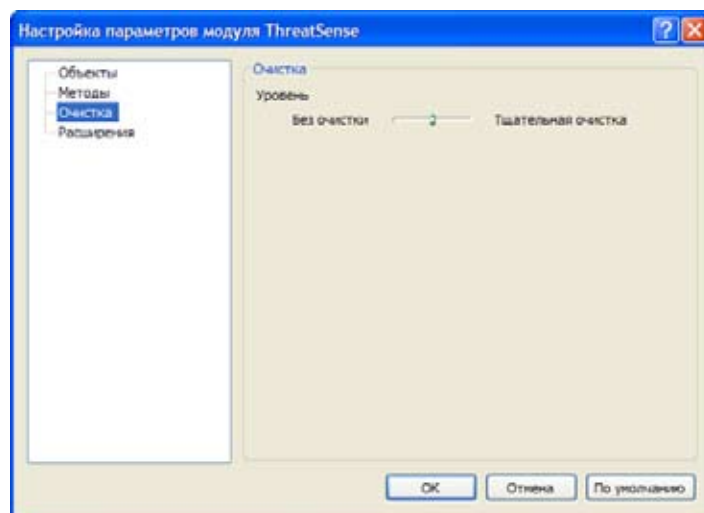 Настройка параметров модуля ThreatSense
Объекты
Методы
Очистка
Расширения
Очистка
Уровень
Без очистки
Тщательная очистка
OK
Отмена
По умолчанию